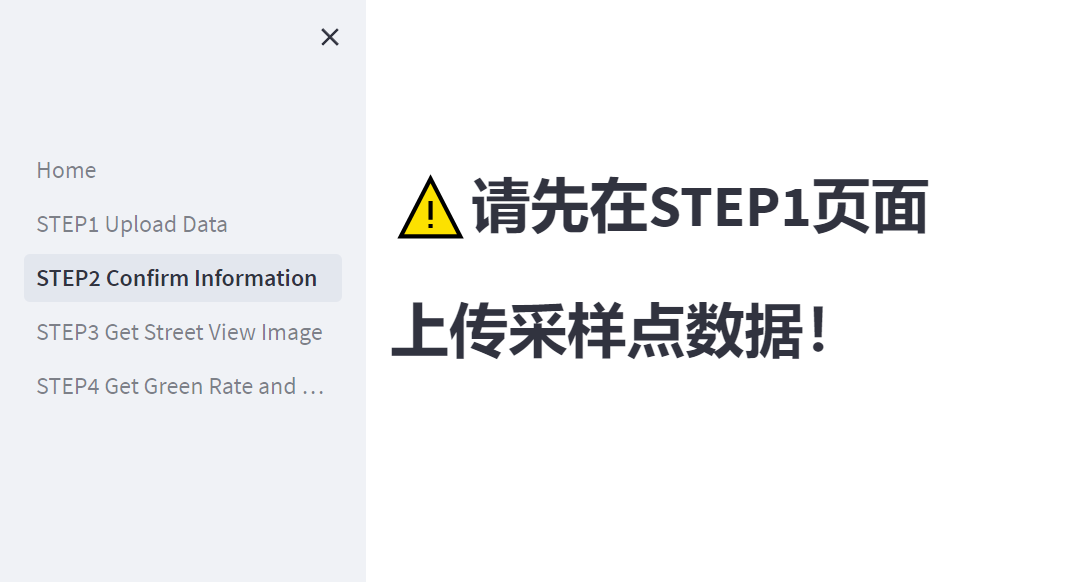 Home
STEP1 Upload Data
STEP2 Confirm Information
STEP3 Get Street View Image
STEP4 Get Green Rate and …
⚠请先在STEP1页面
上传采样点数据！